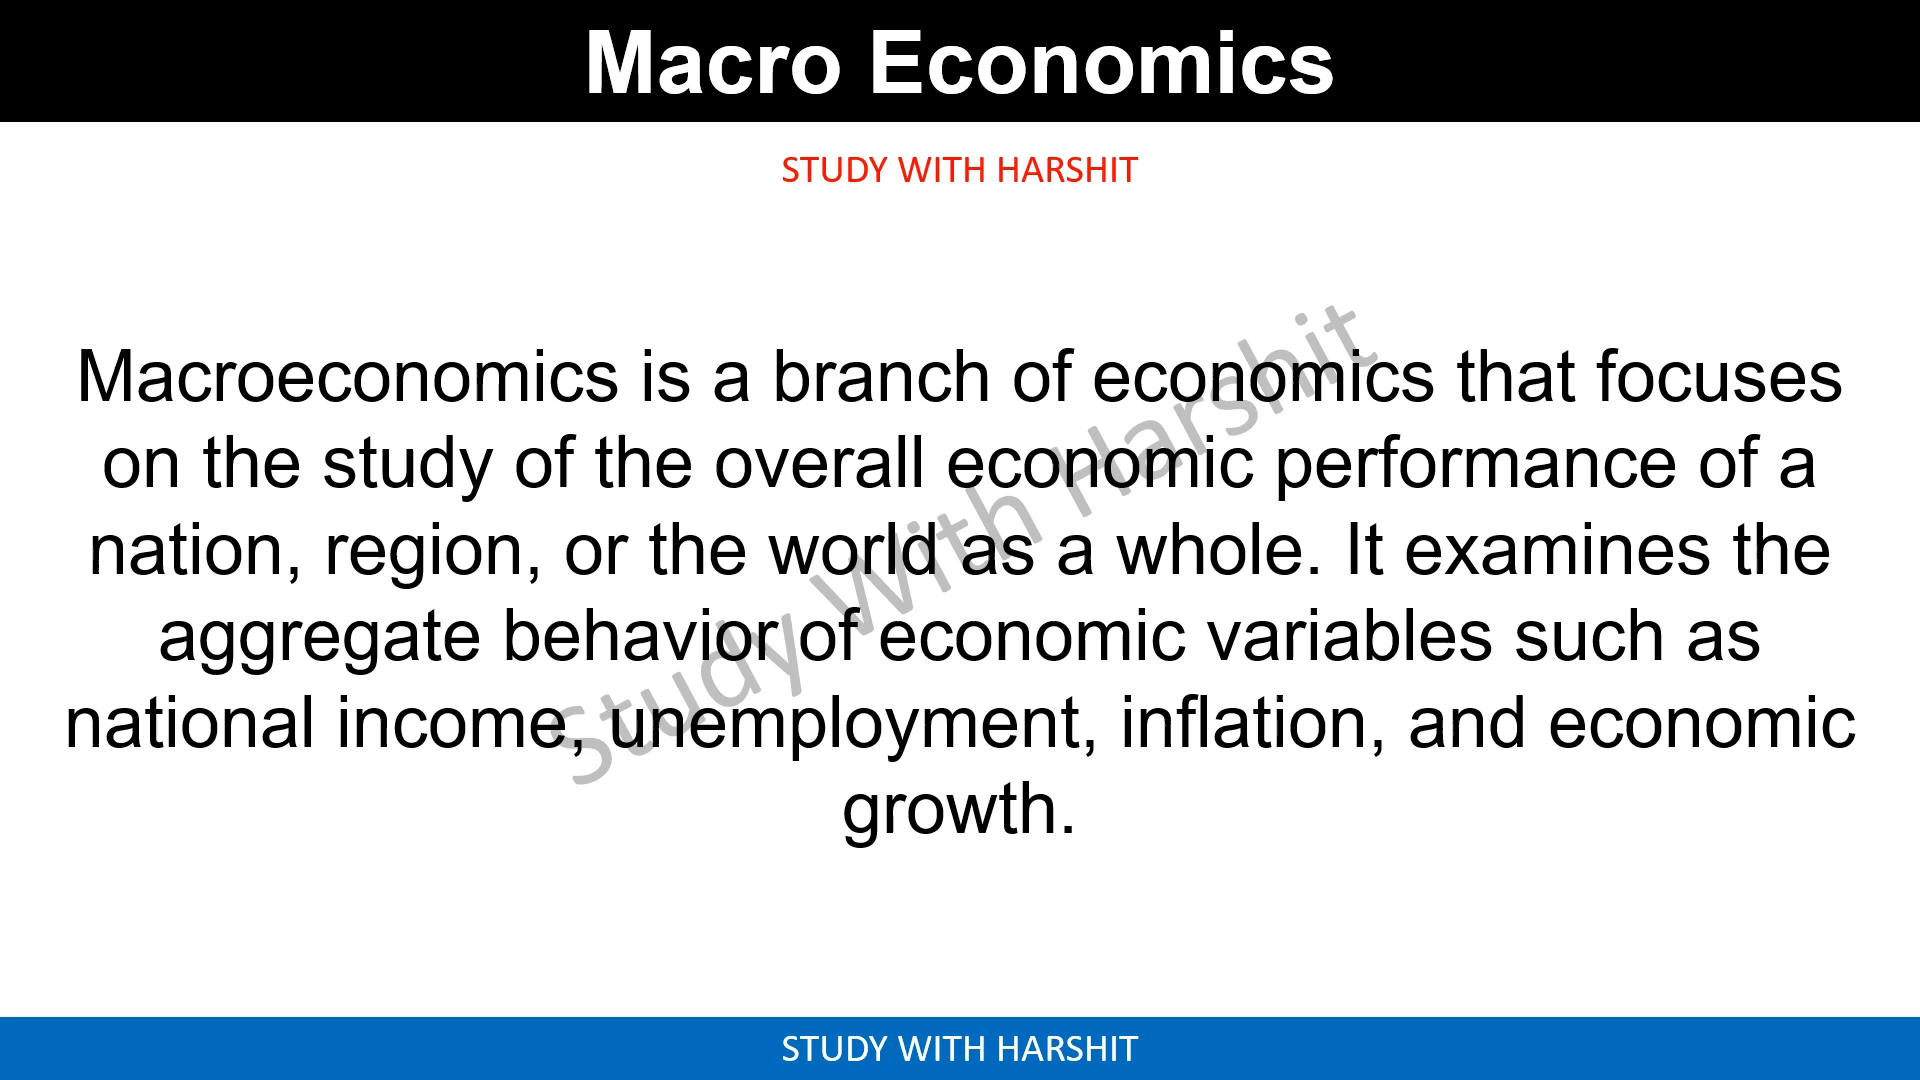 Macro Economics
STUDY WITH HARSHIT
Macroeconomics is a branch of economics that focuses
on the study of the overall economic performance of a
nation, region, or the world as a whole. It examines the
aggregate behavior of economic variables such as
national income, unemployment, inflation, and economic
growth.
Study With Harshit
STUDY WITH HARSHIT